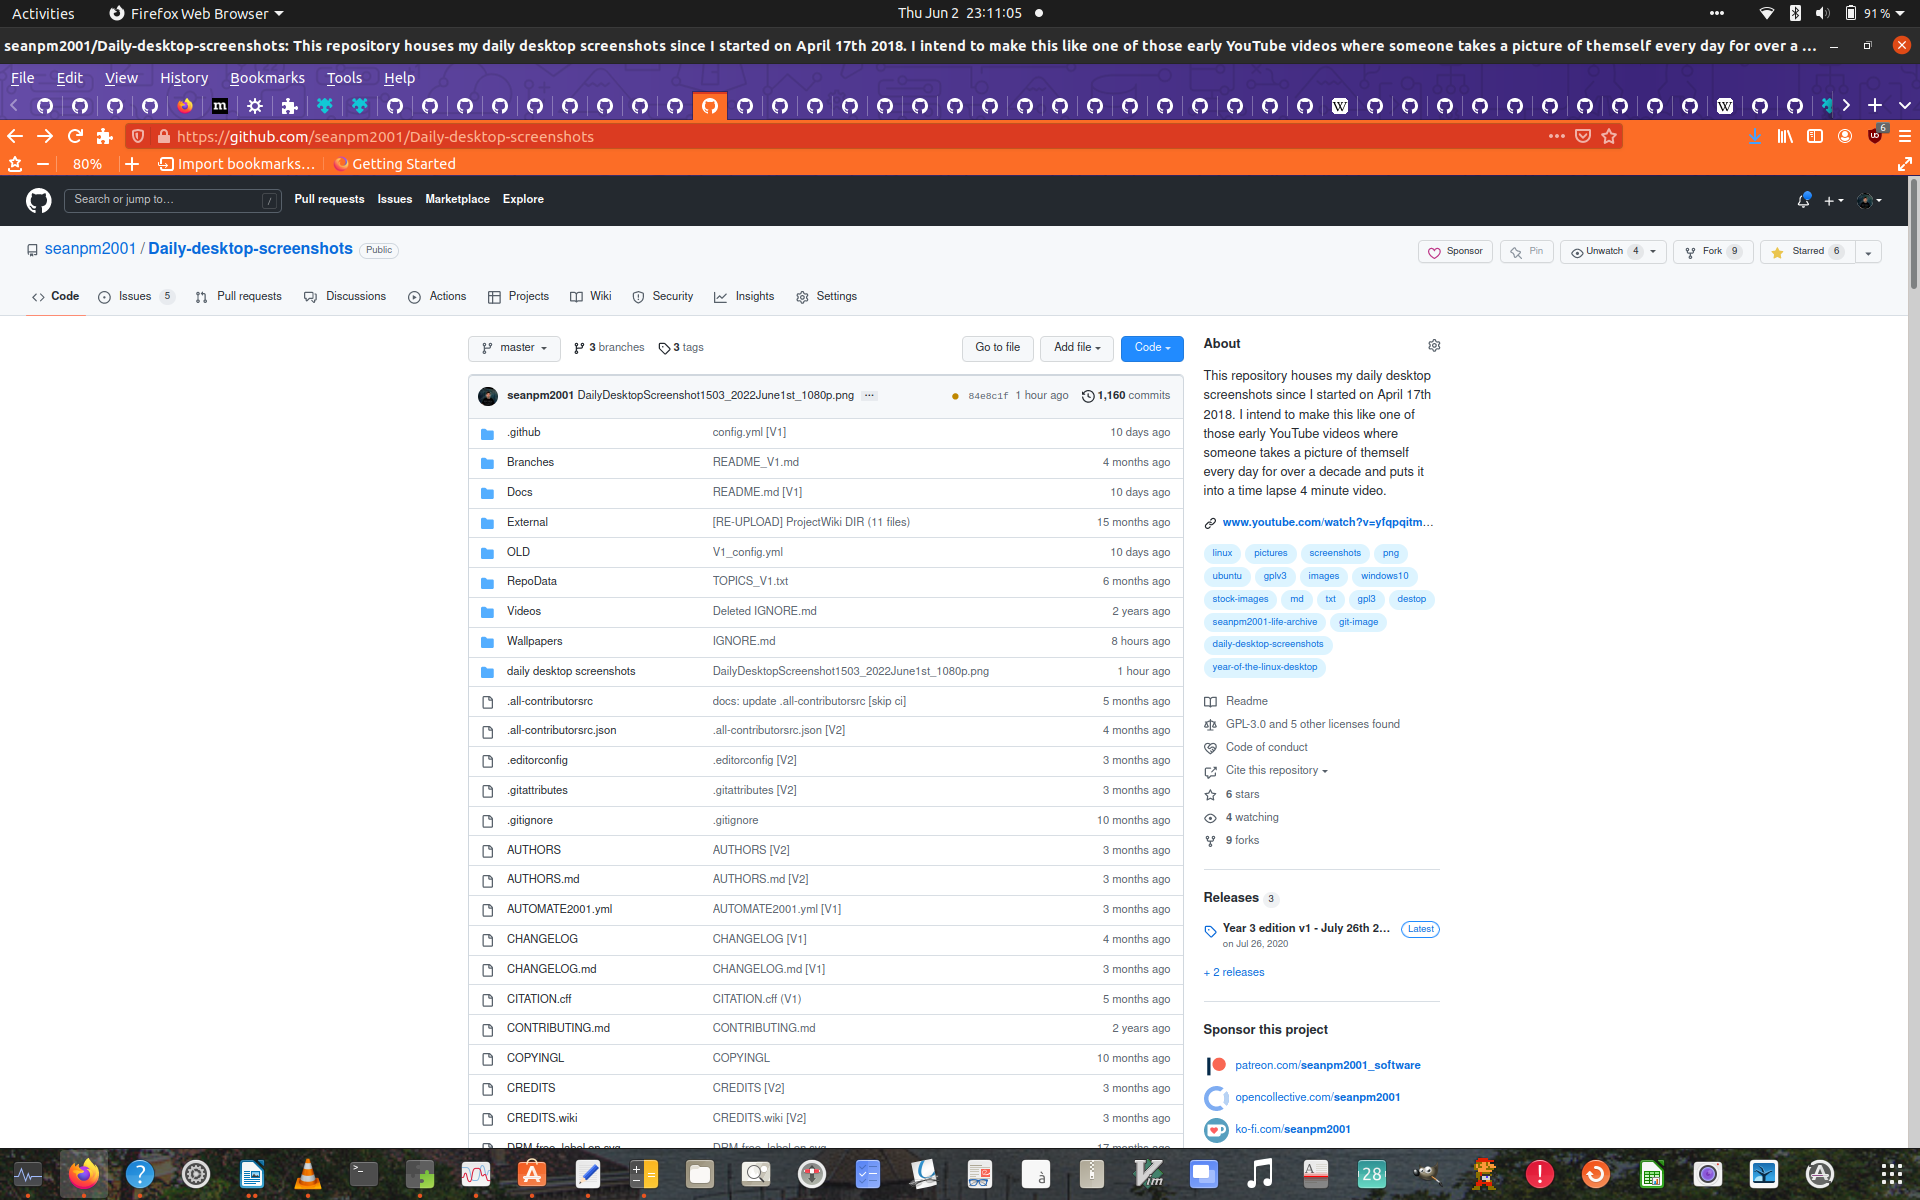 Activities Firefox Web Browser Thu Jun 2 23:11:05 91 %
seanpm2001/Daily-desktop-screenshots: This repository houses my daily desktop screenshots since I started on April 17th 2018. I intend to make this like one of those early YouTube videos where someone takes a picture of themself every day for over a ...
File Edit View History Bookmarks Tools Help
https://github.com/seanpm2001/Daily-desktop-screenshots 6
80% Import bookmarks... Getting Started
Search or jump to... / Pull requests Issues Marketplace Explore
seanpm2001 / Daily-desktop-screenshots Public Sponsor Pin Unwatch 4 Fork 9 Starred 6
Code Issues 5 Pull requests Discussions Actions Projects Wiki Security Insights Settings
master 3 branches 3 tags Go to file Add file Code
seanpm2001 DailyDesktopScreenshot1503_2022June1st_1080p.png ... 84e8c1f 1 hour ago 1,160 commits
.github config.yml [V1] 10 days ago
Branches README_V1.md 4 months ago
Docs README.md [V1] 10 days ago
External [RE-UPLOAD] ProjectWiki DIR (11 files) 15 months ago
OLD V1_config.yml 10 days ago
RepoData TOPICS_V1.txt 6 months ago
Videos Deleted IGNORE.md 2 years ago
Wallpapers IGNORE.md 8 hours ago
daily desktop screenshots DailyDesktopScreenshot1503_2022June1st_1080p.png 1 hour ago
.all-contributorsrc docs: update .all-contributorsrc [skip ci] 5 months ago
.all-contributorsrc.json .all-contributorsrc.json [V2] 4 months ago
.editorconfig .editorconfig [V2] 3 months ago
.gitattributes .gitattributes [V2] 3 months ago
.gitignore .gitignore 10 months ago
AUTHORS AUTHORS [V2] 3 months ago
AUTHORS.md AUTHORS.md [V2] 3 months ago
AUTOMATE2001.yml AUTOMATE2001.yml [V1] 3 months ago
CHANGELOG CHANGELOG [V1] 4 months ago
CHANGELOG.md CHANGELOG.md [V1] 3 months ago
CITATION.cff CITATION.cff (V1) 5 months ago
CONTRIBUTING.md CONTRIBUTING.md 2 years ago
COPYINGL COPYINGL 10 months ago
CREDITS CREDITS [V2] 3 months ago
CREDITS.wiki CREDITS.wiki [V2] 3 months ago
About
This repository houses my daily desktop
screenshots since I started on April 17th
2018. I intend to make this like one of
those early YouTube videos where
someone takes a picture of themself
every day for over a decade and puts it
into a time lapse 4 minute video.
www.youtube.com/watch?v=yfqpqitm...
linux pictures screenshots png
ubuntu gplv3 images windows10
stock-images md txt gpl3 destop
seanpm2001-life-archive git-image
daily-desktop-screenshots
year-of-the-linux-desktop
Readme
GPL-3.0 and 5 other licenses found
Code of conduct
Cite this repository
6 stars
4 watching
9 forks
Releases 3
Year 3 edition v1 - July 26th 2... Latest
on Jul 26, 2020
+ 2 releases
Sponsor this project
patreon.com/seanpm2001_software
opencollective.com/seanpm2001
ko-fi.com/seanpm2001
28